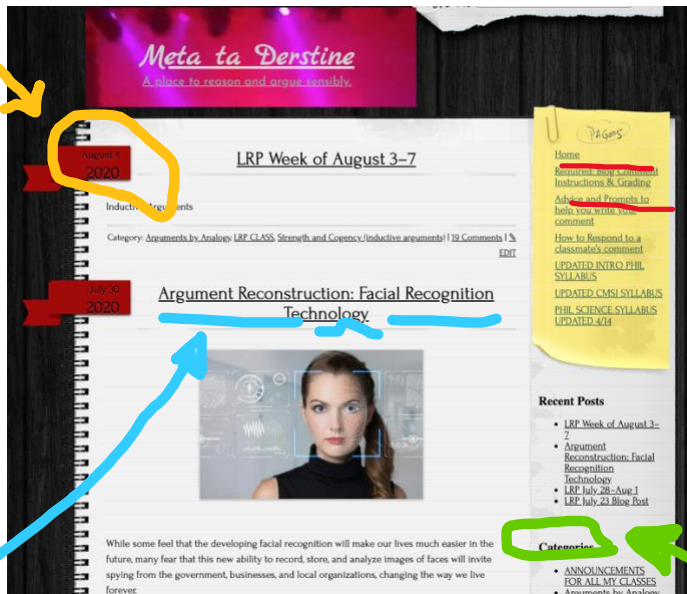 Meta ta Derstine
A place to reason and argue sensibly.
August 4
2020
LRP Week of August 3–7
Inductive Arguments
Category: Arguments by Analogy, LRP CLASS, Strength and Cogency (inductive arguments) | 19 Comments |
EDIT
July 30
2020
Argument Reconstruction: Facial Recognition
Technology
While some feel that the developing facial recognition will make our lives much easier in the
future, many fear that this new ability to record, store, and analyze images of faces will invite
spying from the government, businesses, and local organizations, changing the way we live
forever.
PAGES
Home
Required: Blog Comment
Instructions & Grading
Advice and Prompts to
help you write your
comment
How to Respond to a
classmate's comment
UPDATED INTRO PHIL
SYLLABUS
UPDATED CMSI SYLLABUS
PHIL SCIENCE SYLLABUS
UPDATED 4/14
Recent Posts
LRP Week of August 3–
7
Argument
Reconstruction: Facial
Recognition
Technology
LRP July 28–Aug 1
LRP July 23 Blog Post
Categories
ANNOUNCEMENTS
FOR ALL MY CLASSES
Arguments by Analogy